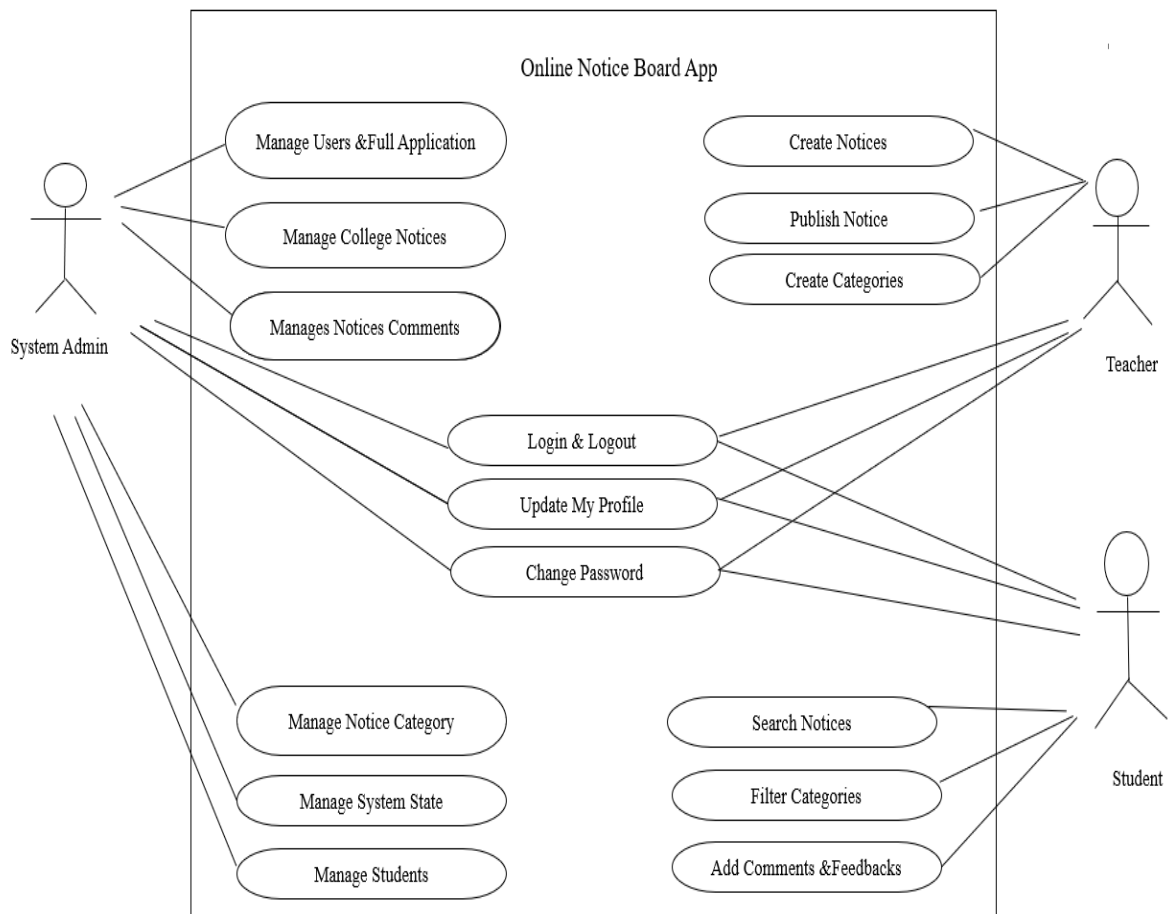 Online Notice Board App
Manage Users &Full Application
Create Notices
Manage College Notices
Publish Notice
Create Categories
Manages Notices Comments
System Admin
Teacher
Login & Logout
Update My Profile
Change Password
Manage Notice Category
Search Notices
Student
Manage System State
Filter Categories
Manage Students
Add Comments &Feedbacks